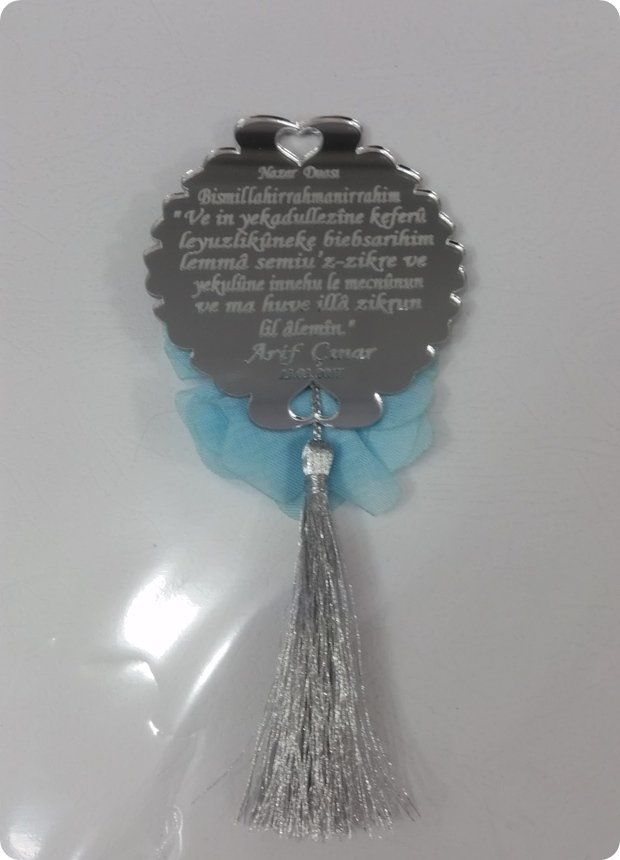 Nazar Duası
Bismillahirrahmanirrahim
"Ve in yekadullezîne keferû
leyuzlikûneke biebsarihim
lemmâ semiu'z-zikre ve
yekulûne innehu le mecnûnun
ve ma huve illâ zikrun
lil âlemîn."
Arif Çınar